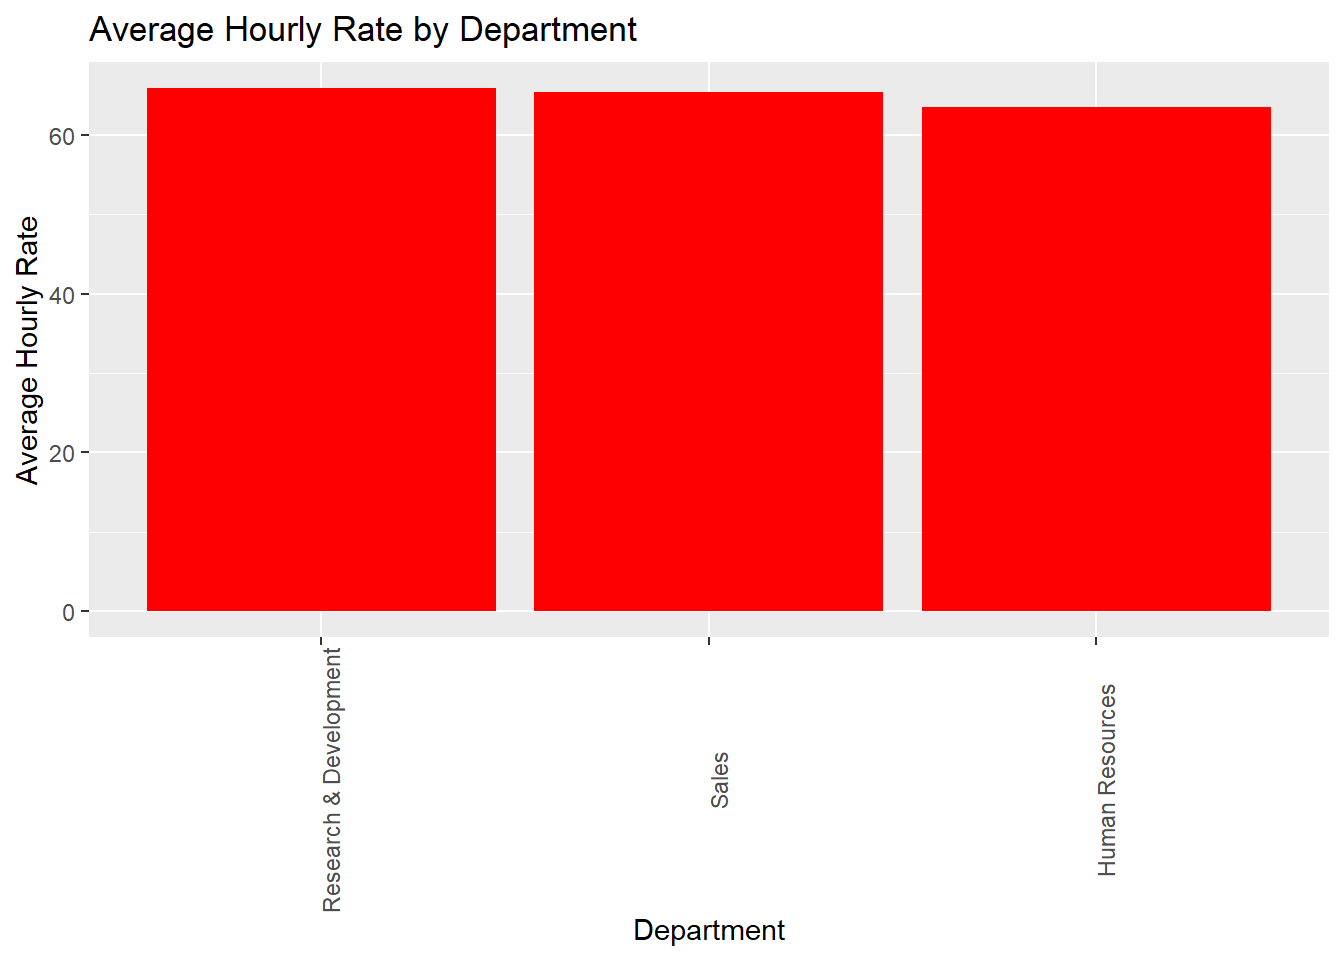 Average Hourly Rate by Department
Average Hourly Rate
60
40
20
0
Research & Development
Sales
Human Resources
Department